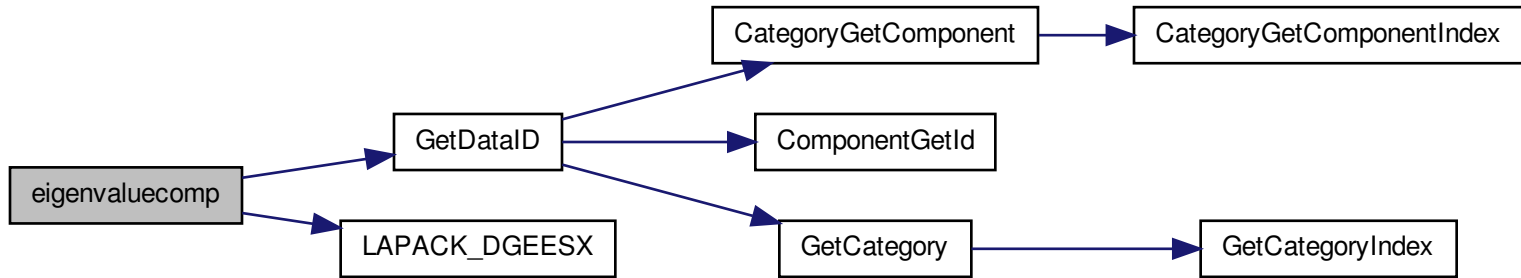 CategoryGetComponent
CategoryGetComponentIndex
GetDataID
ComponentGetId
eigenvaluecomp
LAPACK_DGEESX
GetCategory
GetCategoryIndex